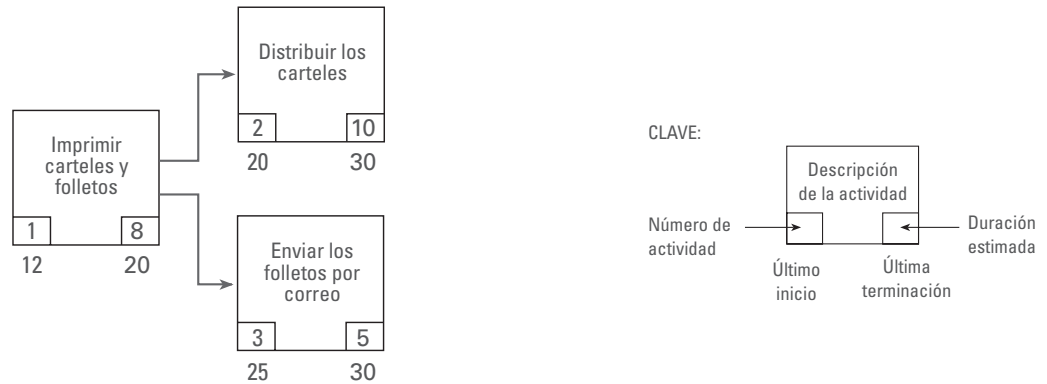 Distribuir los
carteles
2 10
20 30
Imprimir
carteles y
folletos
1 8
12 20
Enviar los
folletos por
correo
3 5
25 30
CLAVE:
Descripción
de la actividad
Número de
actividad
Duración
estimada
Último
inicio
Última
terminación